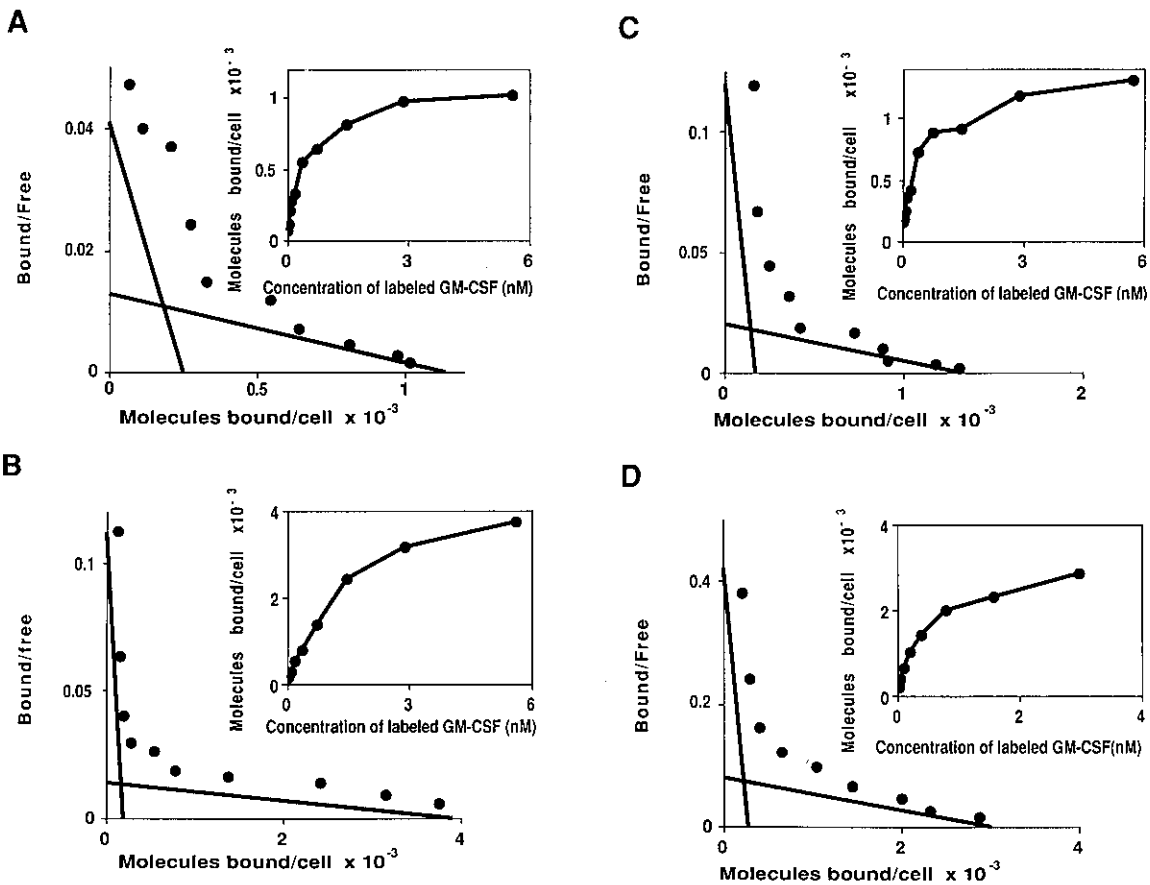 A
Bound/Free
0.04
0.02
0
0
0.5
1
Molecules bound/cell x 10-3
Molecules bound/cell x10-3
1
0.5
0
0
3
6
Concentration of labeled GM-CSF (nM)
C
Bound/Free
0.1
0.05
0
0
1
2
Molecules bound/cell x 10-3
Molecules bound/cell x10-3
1
0.5
0
0
3
6
Concentration of labeled GM-CSF (nM)
B
Bound/free
0.1
0.05
0
0
2
4
Molecules bound/cell x 10-3
Molecules bound/cell x10-3
4
2
0
0
3
6
Concentration of labeled GM-CSF (nM)
D
Bound/Free
0.4
0.2
0
0
2
4
Molecules bound/cell x 10-3
Molecules bound/cell x10-3
4
2
0
0
2
4
Concentration of labeled GM-CSF(nM)